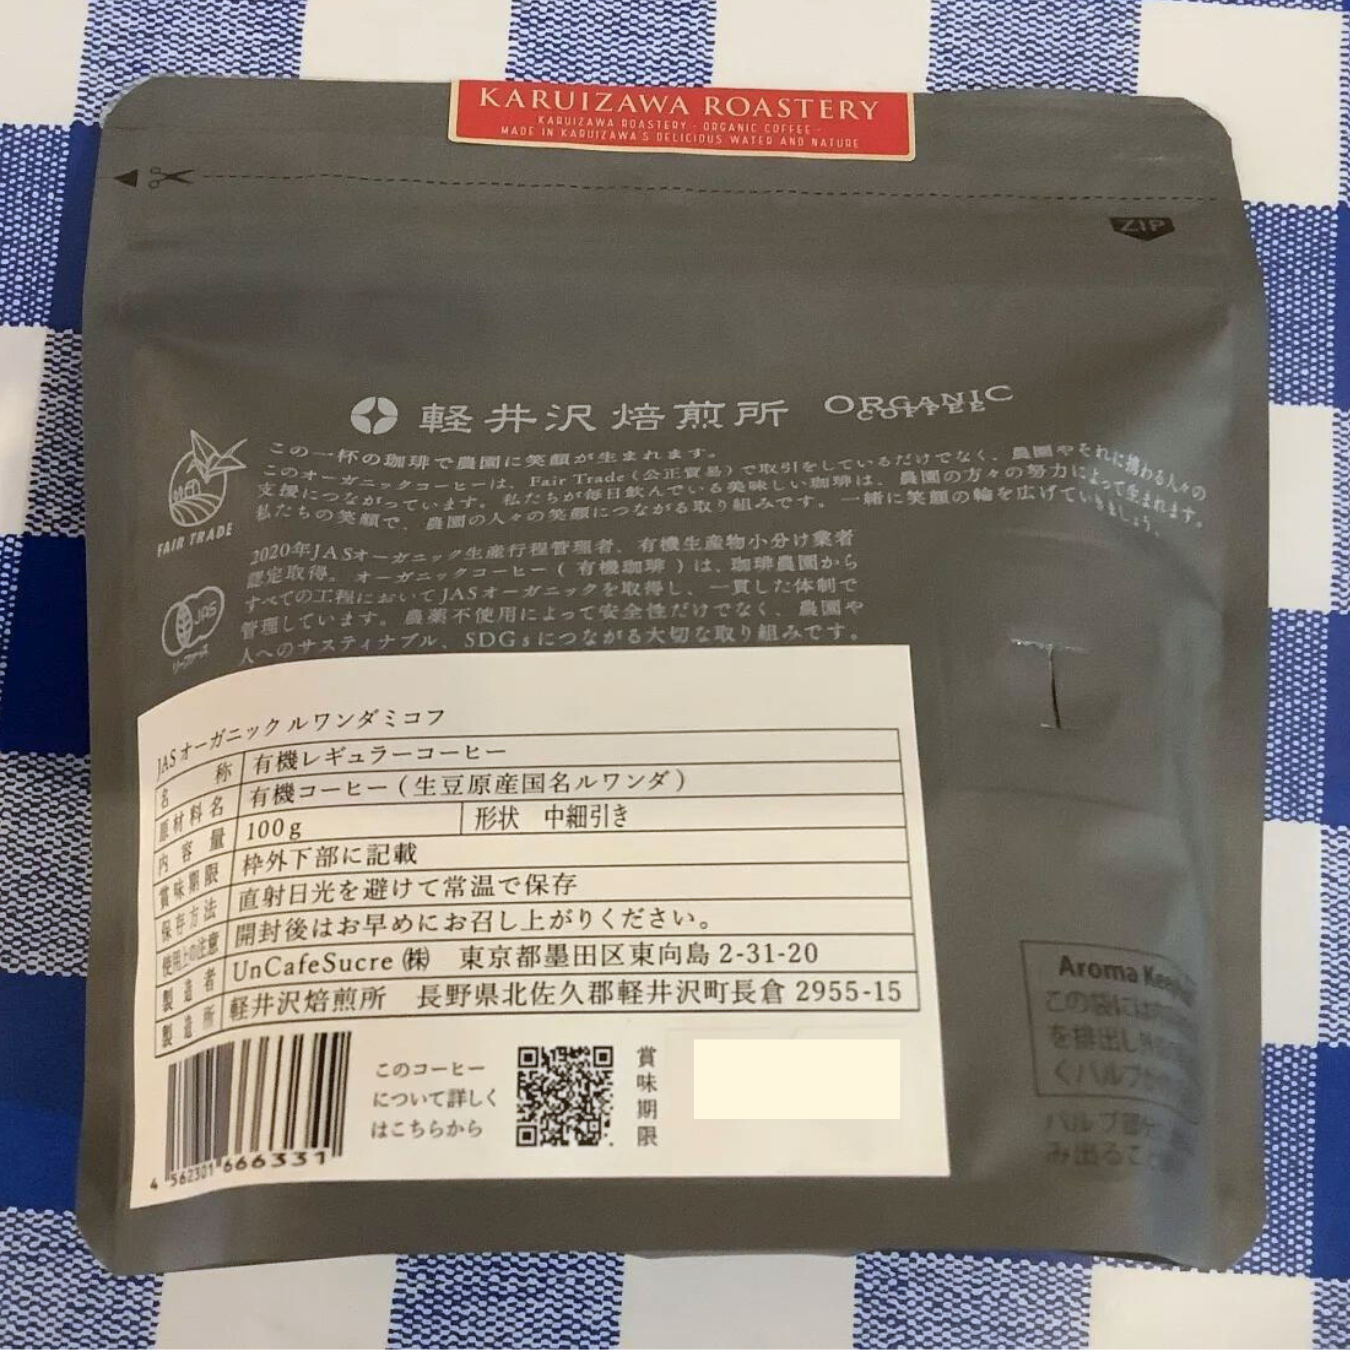 KARUIZAWA ROASTERY
KARUIZAWA ROASTERY · ORGANIC COFFEE ·
MADE IN KARUIZAWA'S DELICIOUS WATER AND NATURE
ZIP
軽井沢焙煎所 ORGANIC COFFEE
この一杯の珈琲で農園に笑顔が生まれます。
このオーガニックコーヒーは、Fair Trade(公正貿易)で取引をしているだけでなく、農園やそれに携わる人々の
支援につながっています。私たちが毎日飲んでいる美味しい珈琲は、農園の方々の努力によって生まれます。
私たちの笑顔で、農園の人々の笑顔につながる取り組みです。一緒に笑顔の輪を広げていきましょう。
FAIR TRADE
2020年JASオーガニック生産行程管理者、有機生産物小分け業者
認定取得。オーガニックコーヒー(有機珈琲)は、珈琲農園から
すべての工程においてJASオーガニックを取得し、一貫した体制で
管理しています。農薬不使用によって安全性だけでなく、農園や
人へのサスティナブル、SDGsにつながる大切な取り組みです。
JAS
JASオーガニック ルワンダミコフ
名称 有機レギュラーコーヒー
原材料名 有機コーヒー(生豆原産国名ルワンダ)
内容量 100g 形状 中細引き
賞味期限 枠外下部に記載
保存方法 直射日光を避けて常温で保存
使用上の注意 開封後はお早めにお召し上がりください。
製造者 UnCafeSucre㈱ 東京都墨田区東向島2-31-20
製造所 軽井沢焙煎所 長野県北佐久郡軽井沢町長倉2955-15
このコーヒー
について詳しく
はこちらから
賞味期限
4 562301 666331
Aroma
この袋には
を排出し
くバルブ
バルブ部
み出るこ